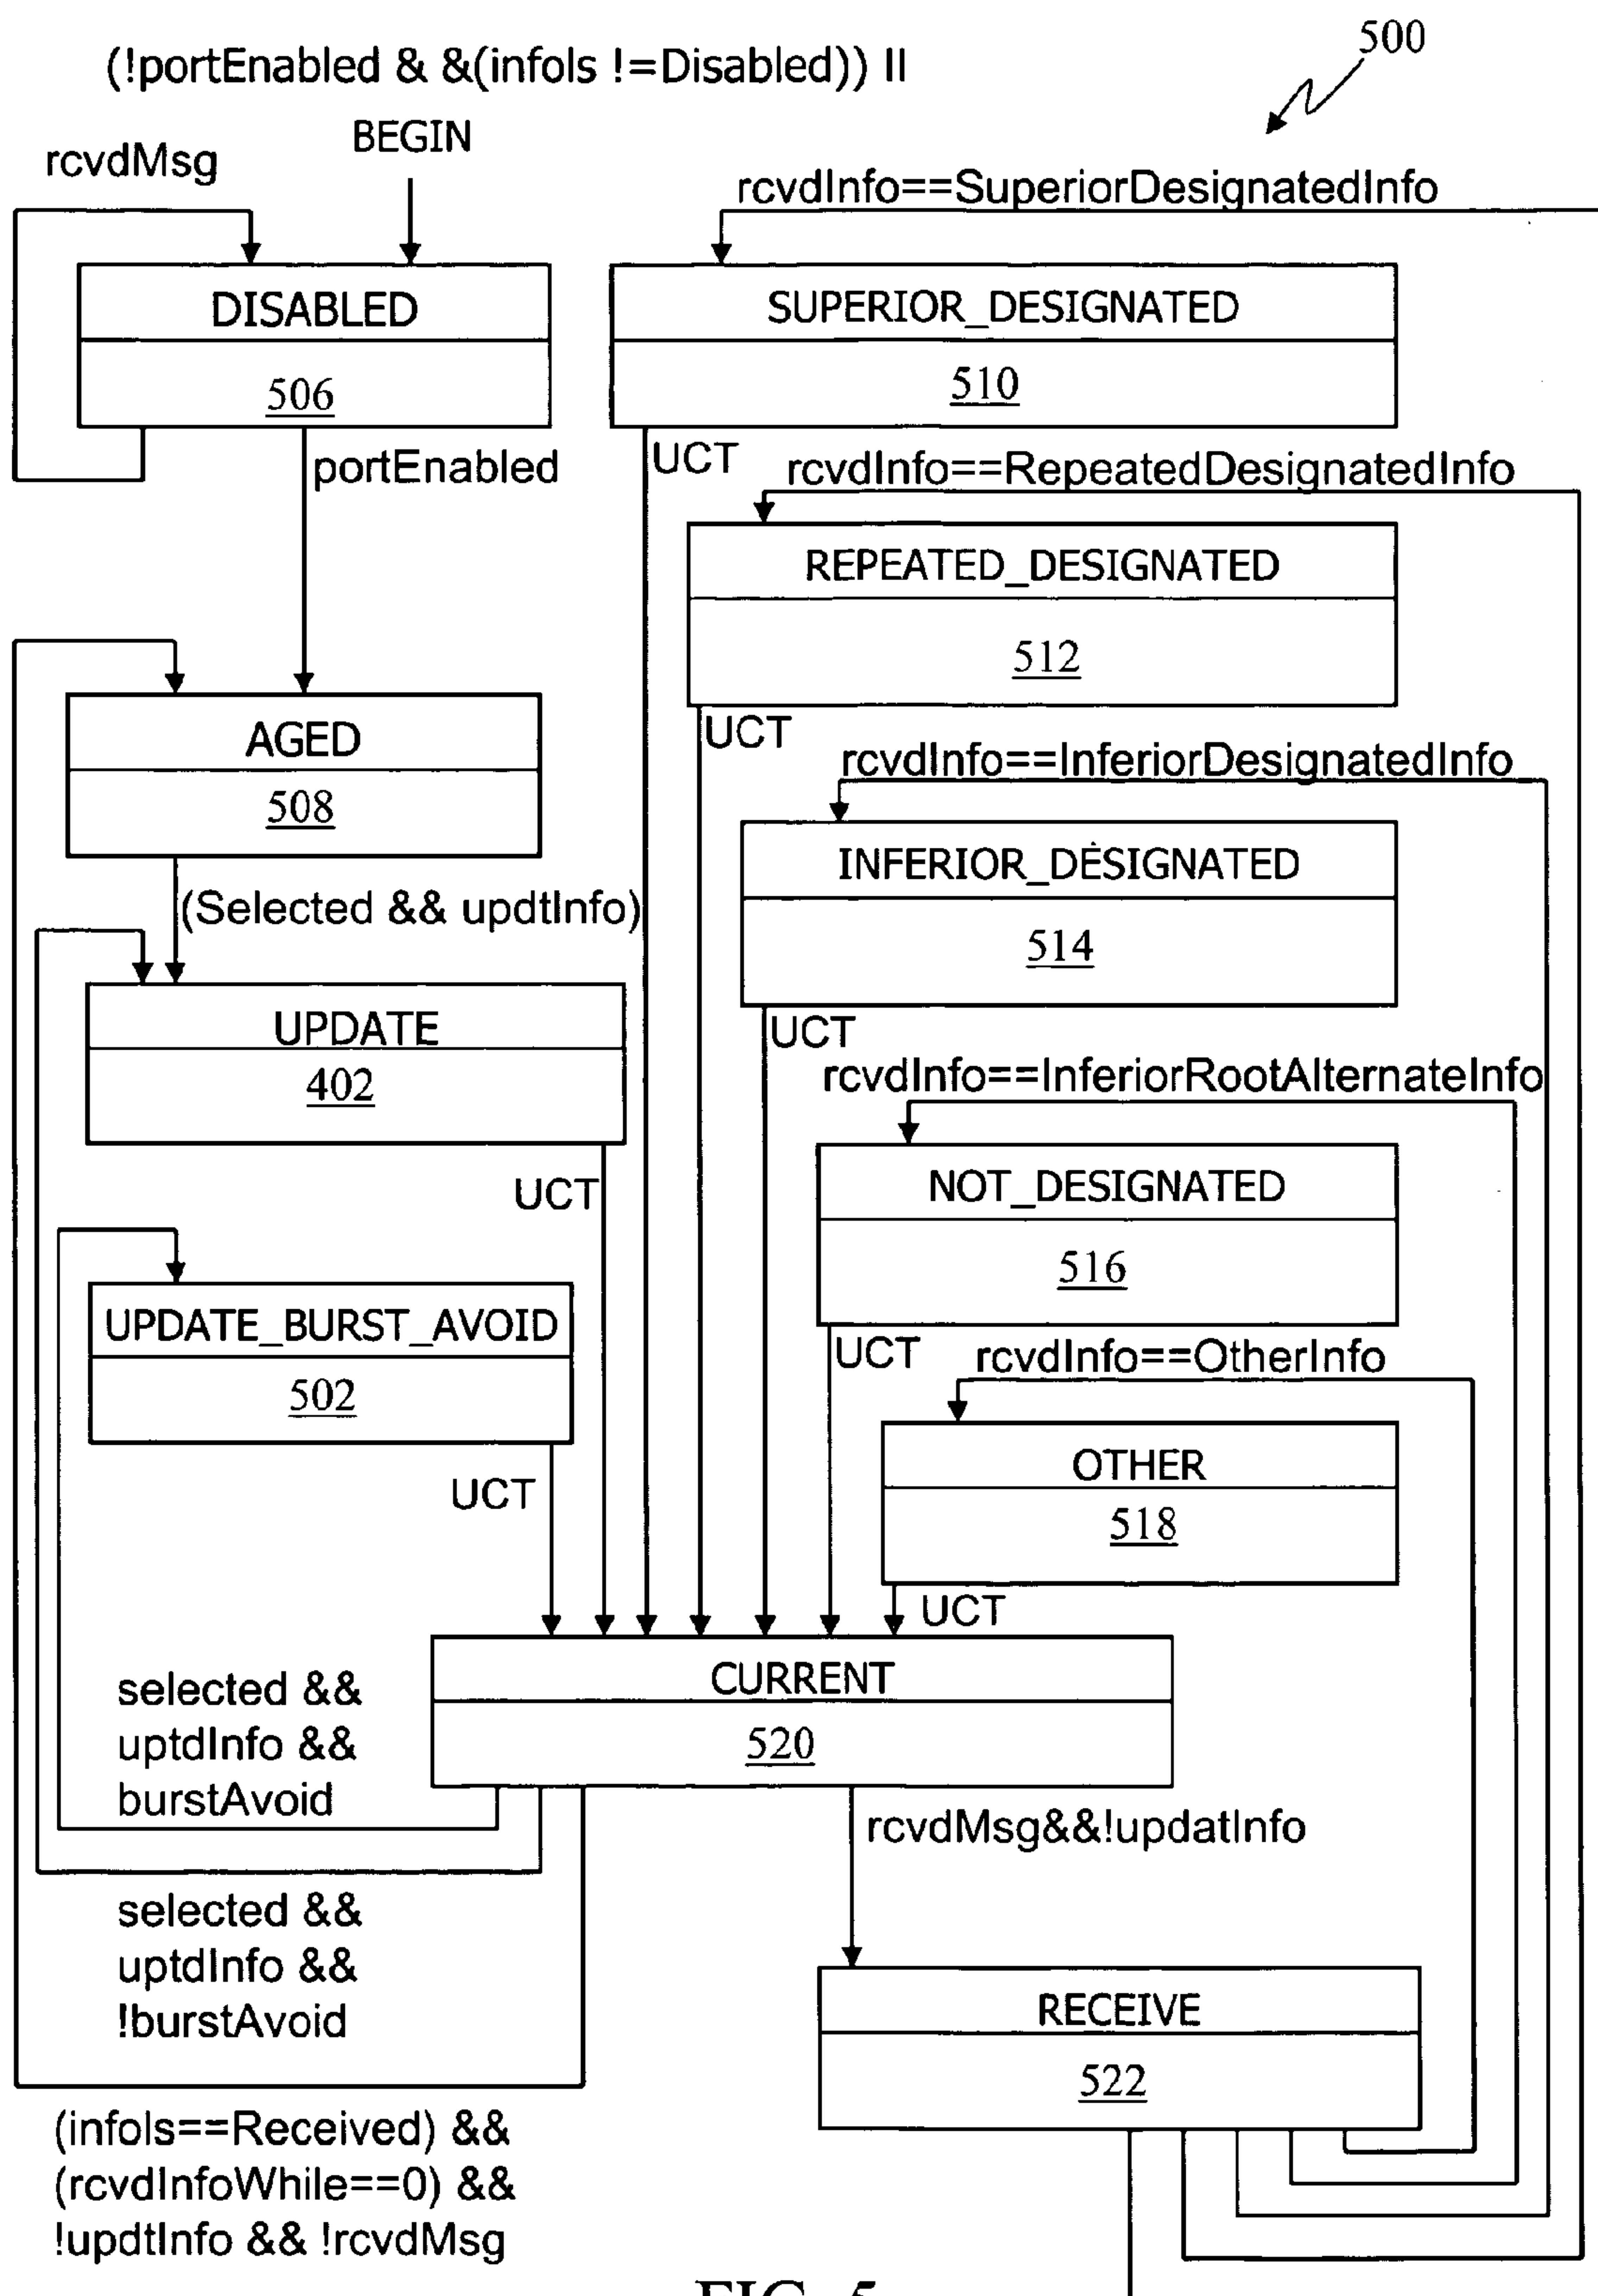 500
(!portEnabled & &(infoIs !=Disabled)) II
BEGIN
rcvdMsg
rcvdInfo==SuperiorDesignatedInfo
DISABLED
506
SUPERIOR_DESIGNATED
510
portEnabled
UCT
rcvdInfo==RepeatedDesignatedInfo
REPEATED_DESIGNATED
512
UCT
AGED
508
rcvdInfo==InferiorDesignatedInfo
INFERIOR_DESIGNATED
514
UCT
(Selected && updtInfo)
UPDATE
402
UCT
rcvdInfo==InferiorRootAlternateInfo
NOT_DESIGNATED
516
UCT
UPDATE_BURST_AVOID
502
UCT
rcvdInfo==OtherInfo
OTHER
518
UCT
CURRENT
520
selected &&
uptdInfo &&
burstAvoid
rcvdMsg&&!updatInfo
selected &&
uptdInfo &&
!burstAvoid
RECEIVE
522
(infoIs==Received) &&
(rcvdInfoWhile==0) &&
!updtInfo && !rcvdMsg
FIG. 5